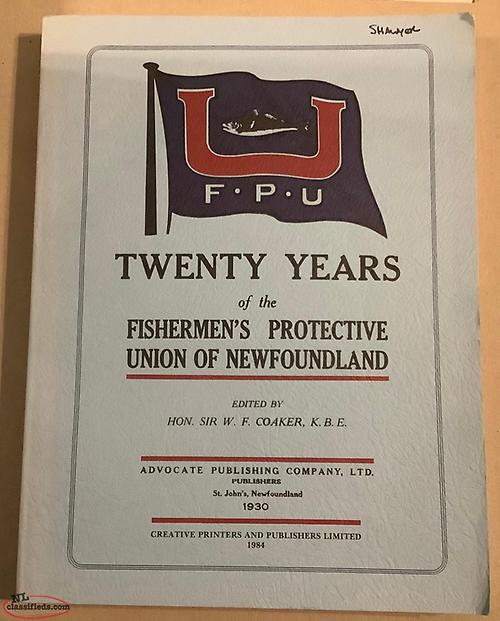 U
F·P·U
TWENTY YEARS
of the
FISHERMEN'S PROTECTIVE
UNION OF NEWFOUNDLAND
EDITED BY
HON. SIR W. F. COAKER, K. B. E.
ADVOCATE PUBLISHING COMPANY, LTD.
PUBLISHERS
St. John's, Newfoundland
1930
CREATIVE PRINTERS AND PUBLISHERS LIMITED
1984
NL
classifieds.com